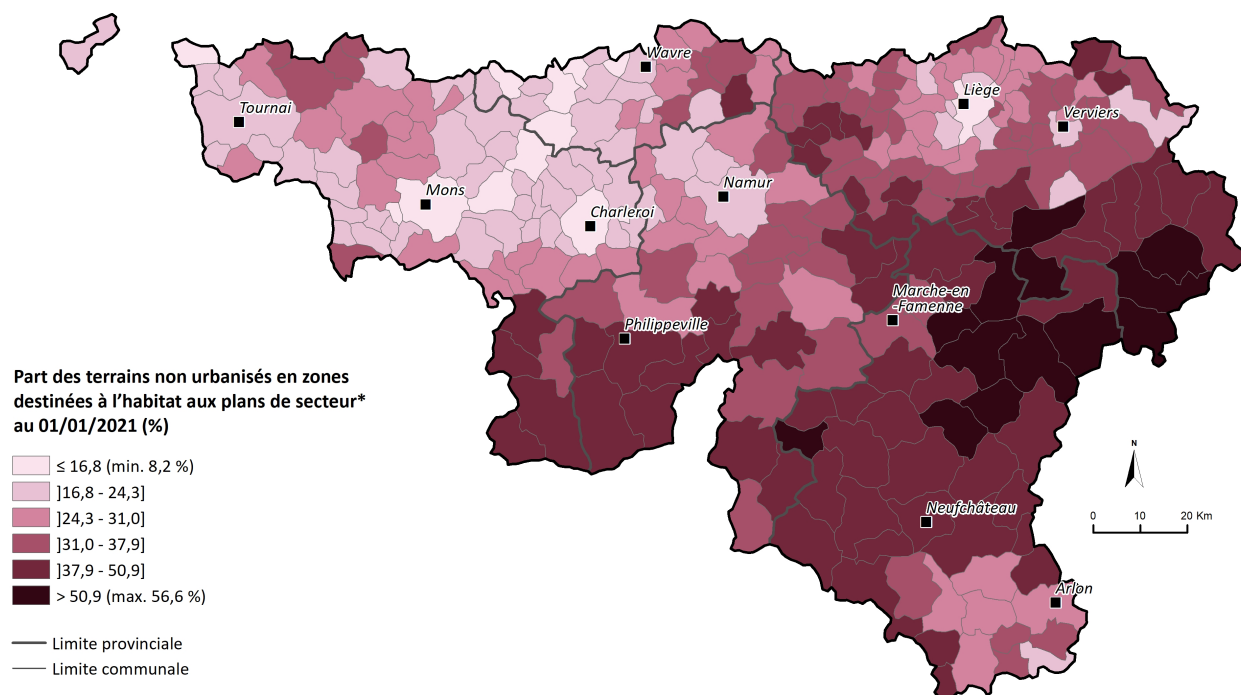 Wavre
Liège
Tournai
Verviers
Mons
Namur
Charleroi
Marche-en
-Famenne
Philippeville
Part des terrains non urbanisés en zones
destinées à l'habitat aux plans de secteur*
au 01/01/2021 (%)
≤ 16,8 (min. 8,2 %)
]16,8 - 24,3]
]24,3 - 31,0]
]31,0 - 37,9]
]37,9 - 50,9]
> 50,9 (max. 56,6 %)
Limite provinciale
Limite communale
N
0 10 20 Km
Neufchâteau
Arlon